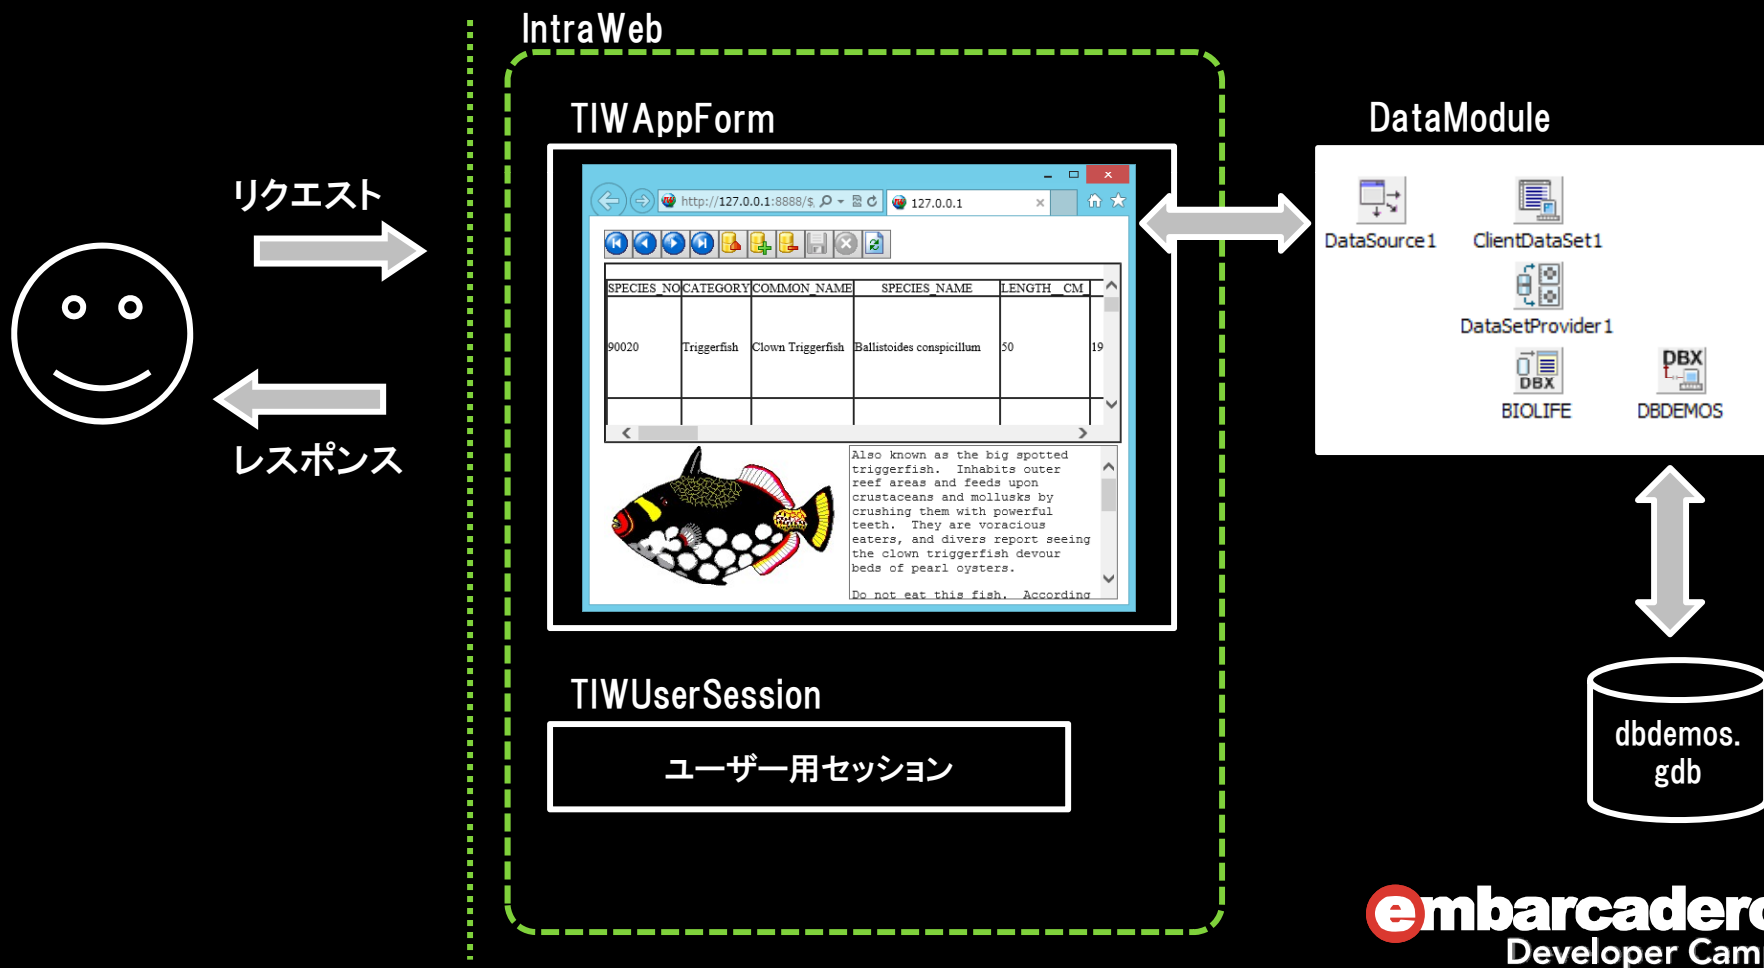 IntraWeb
TIWAppForm
DataModule
リクエスト
レスポンス
http://127.0.0.1:8888/$
127.0.0.1
SPECIES_NO CATEGORY COMMON_NAME SPECIES_NAME LENGTH__CM_
90020 Triggerfish Clown Triggerfish Ballistoides conspicillum 50 19
Also known as the big spotted
triggerfish. Inhabits outer
reef areas and feeds upon
crustaceans and mollusks by
crushing them with powerful
teeth. They are voracious
eaters, and divers report seeing
the clown triggerfish devour
beds of pearl oysters.
Do not eat this fish. According
DataSource1 ClientDataSet1
DataSetProvider1
DBX
DBX
BIOLIFE DBDEMOS
TIWUserSession
ユーザー用セッション
dbdemos.
gdb
embarcadero
Developer Cam